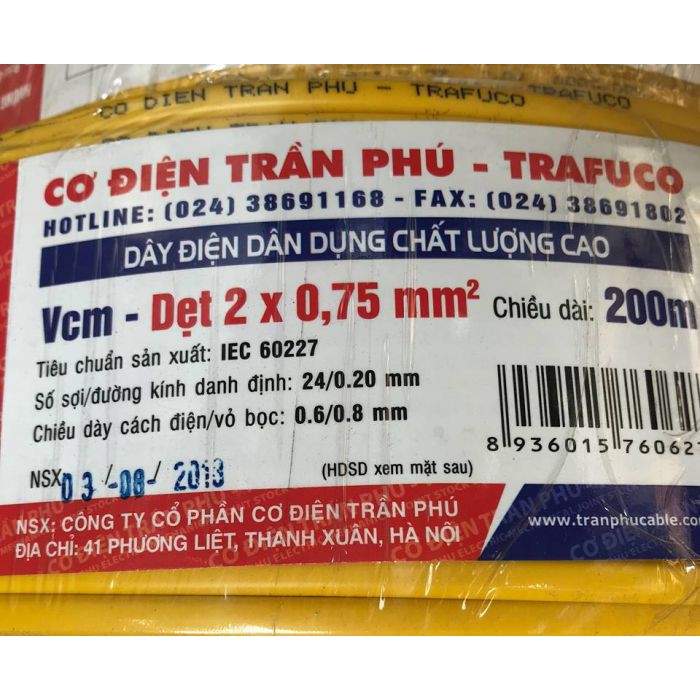 CO DIEN TRAN PHU - TRAFUCO
CƠ ĐIỆN TRẦN PHÚ - TRAFUCO
HOTLINE: (024) 38691168 - FAX: (024) 38691802
DÂY ĐIỆN DÂN DỤNG CHẤT LƯỢNG CAO
Vcm - Dẹt 2 x 0,75 mm² Chiều dài: 200m
Tiêu chuẩn sản xuất: IEC 60227
Số sợi/đường kính danh định: 24/0.20 mm
Chiều dày cách điện/vỏ bọc: 0.6/0.8 mm
8 936015 76062
NSX 03 -08- 2018
(HDSD xem mặt sau)
NSX: CÔNG TY CỔ PHẦN CƠ ĐIỆN TRẦN PHÚ
ĐỊA CHỈ: 41 PHƯƠNG LIỆT, THANH XUÂN, HÀ NỘI
www.tranphucable.co